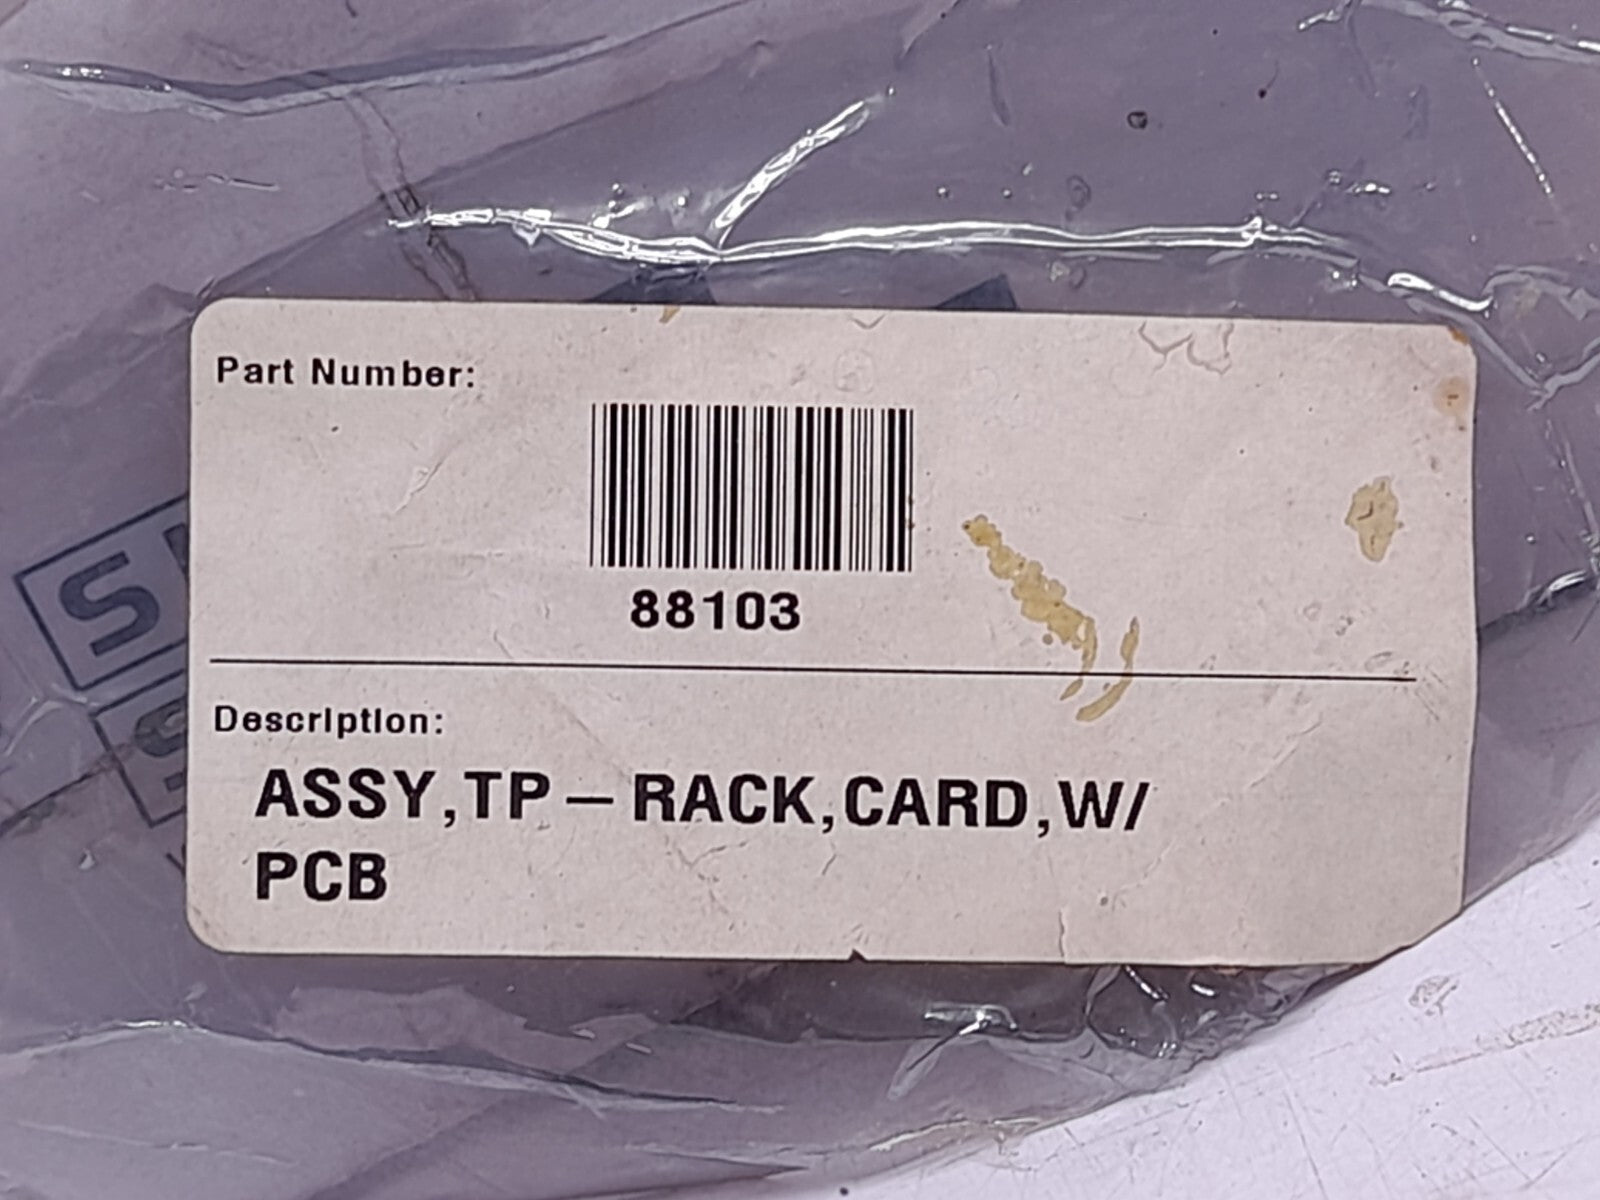 Part Number:
88103
Description:
ASSY,TP-RACK,CARD,W/
PCB